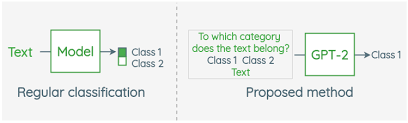 Text
Model
Class 1
Class 2
Regular classification
To which category
does the text belong?
Class 1 Class 2
Text
GPT-2
Class 1
Proposed method